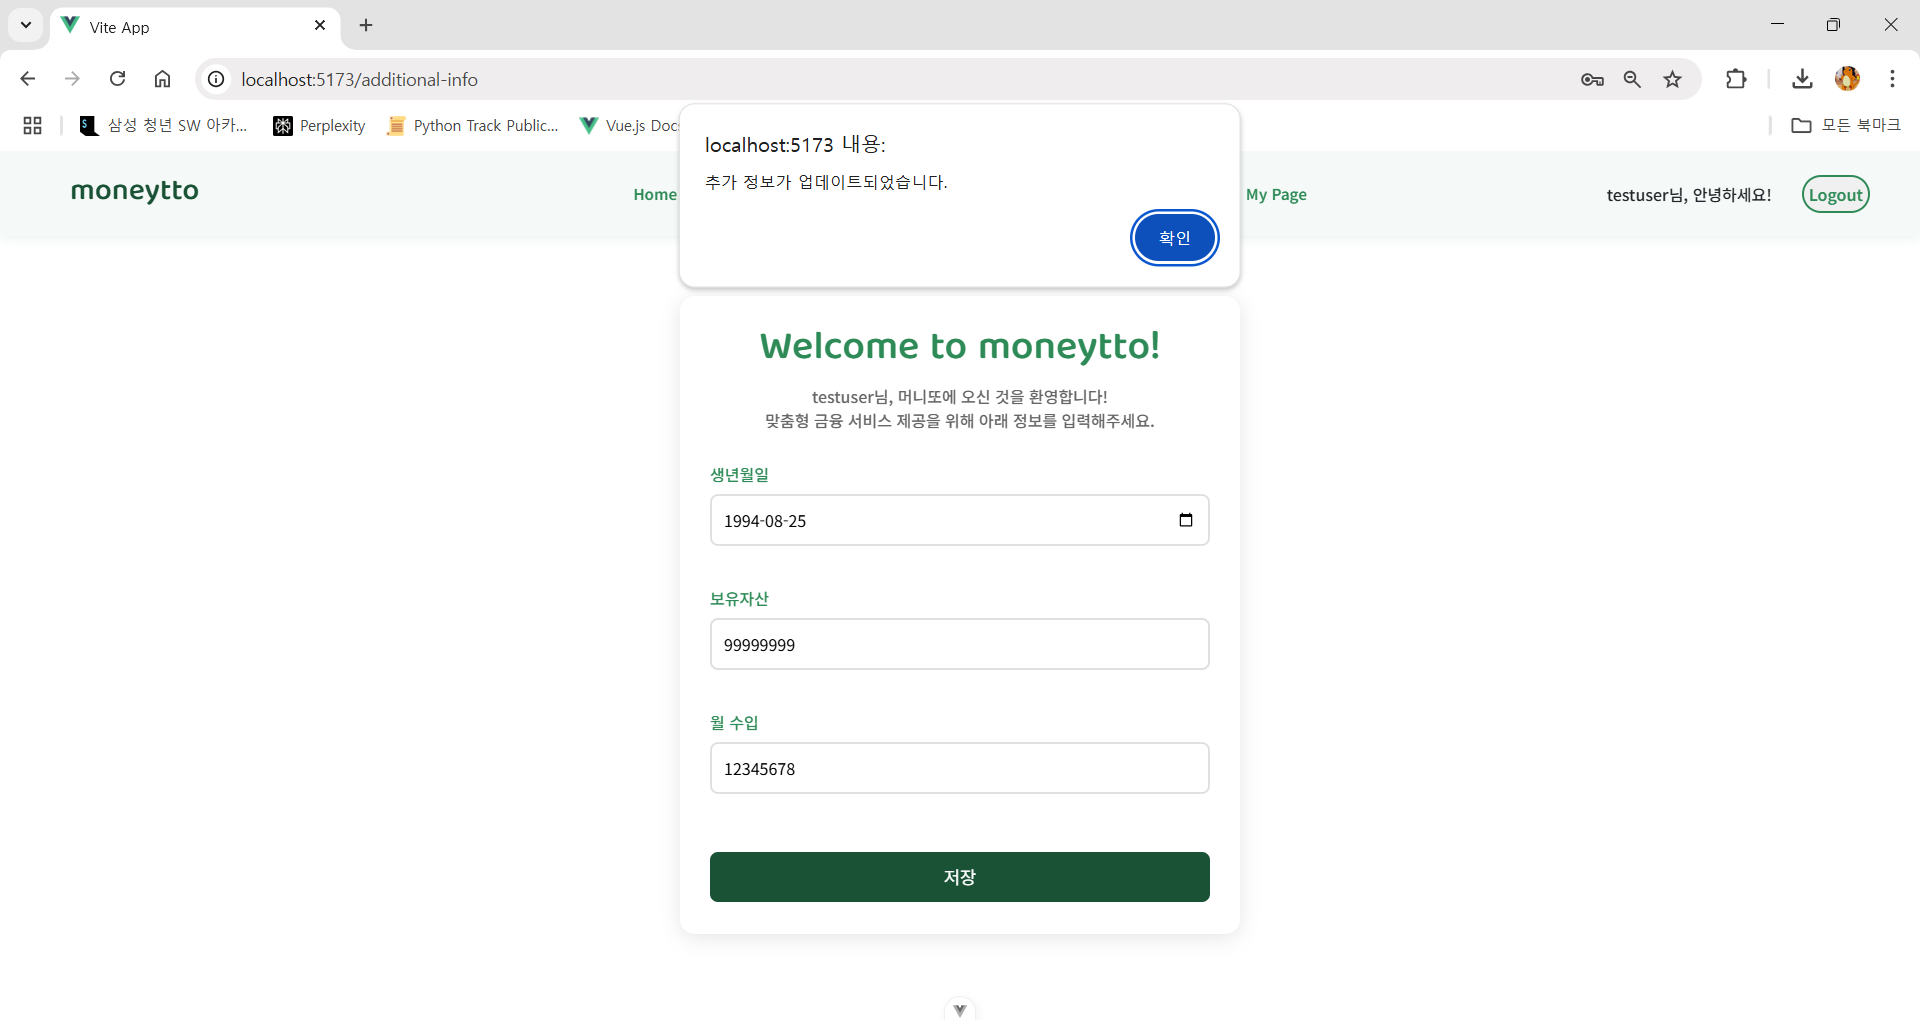 Vite App
localhost:5173/additional-info
삼성 청년 SW 아카...
Perplexity
Python Track Public...
Vue.js Doc
모든 북마크
localhost:5173 내용:
추가 정보가 업데이트되었습니다.
확인
moneytto
Home
My Page
testuser님, 안녕하세요!
Logout
Welcome to moneytto!
testuser님, 머니또에 오신 것을 환영합니다!
맞춤형 금융 서비스 제공을 위해 아래 정보를 입력해주세요.
생년월일
1994-08-25
보유자산
99999999
월 수입
12345678
저장